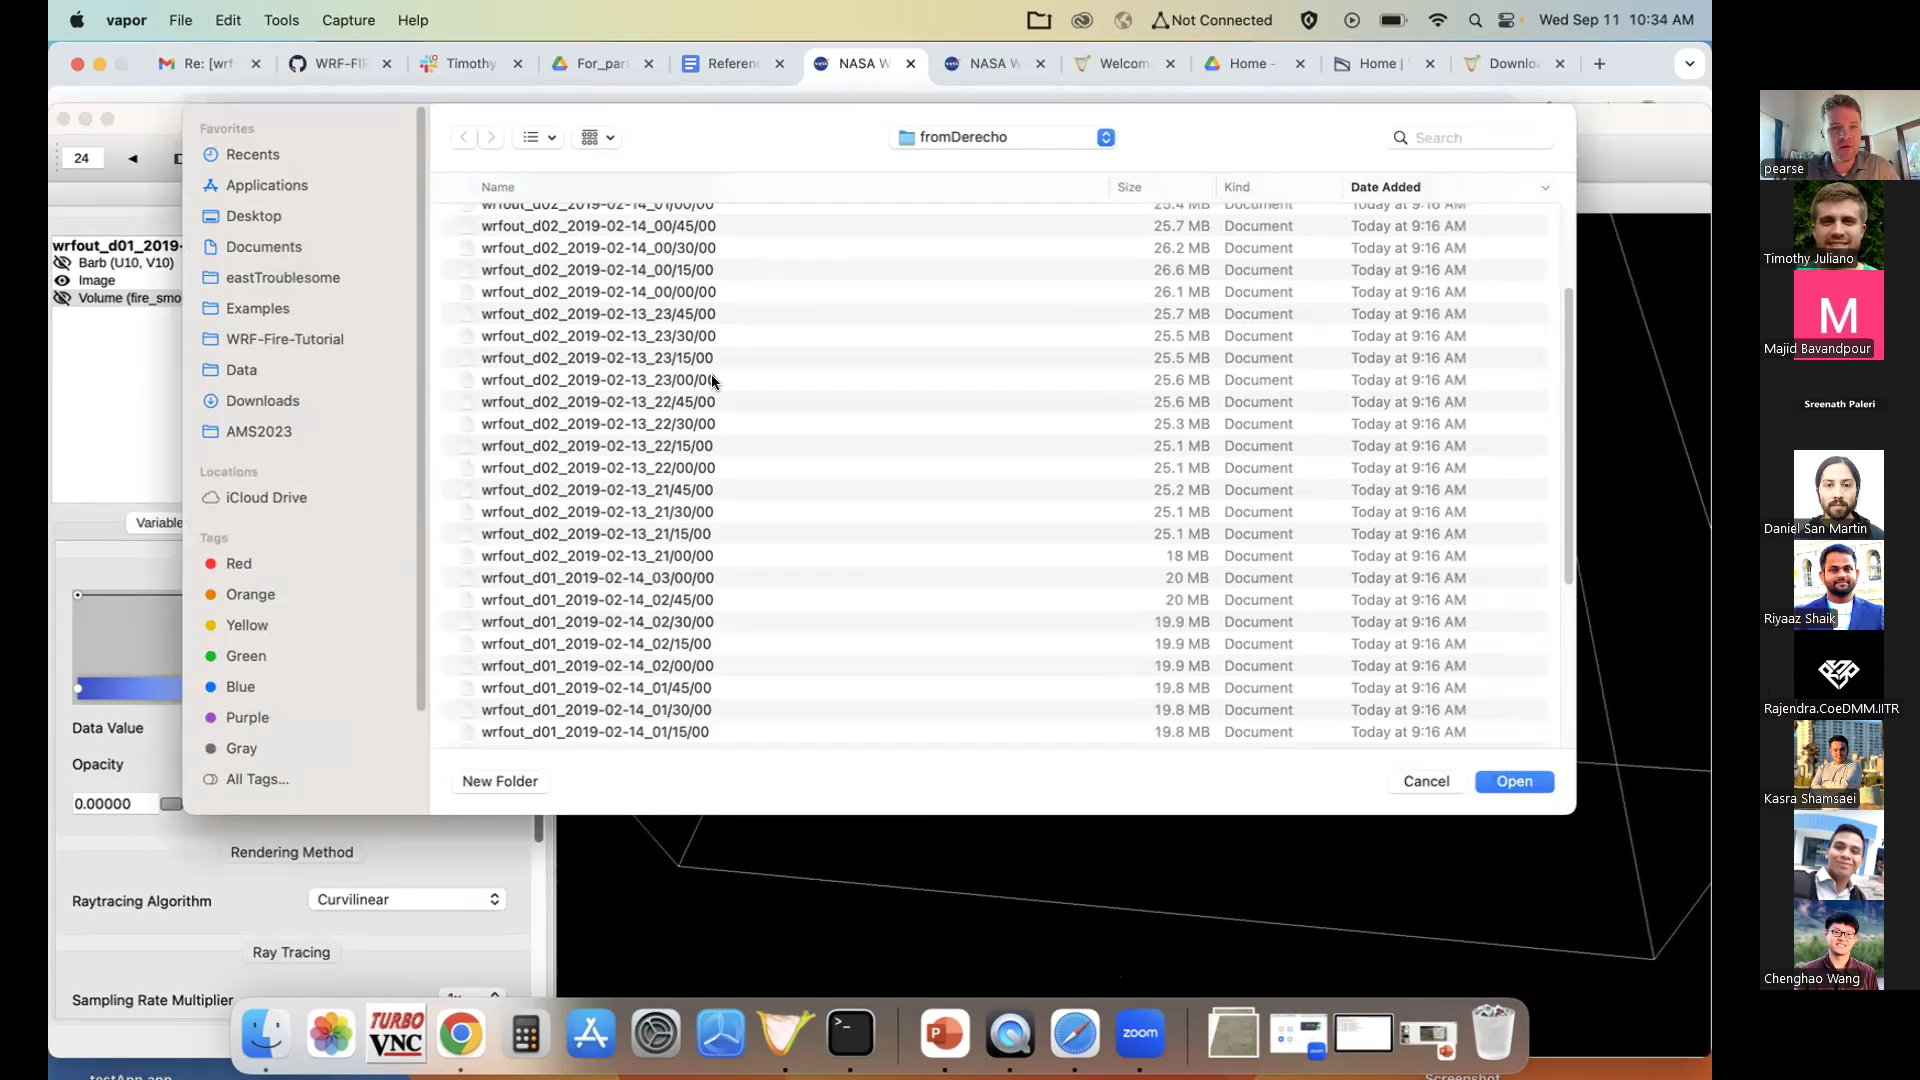 vapor File Edit Tools Capture Help Not Connected Wed Sep 11 10:34 AM
Re: [wrf WRF-FIR Timothy For_par Referenc NASA W NASA W Welcom Home - Home | Downlo
fromDerecho
Search
24
Favorites
Recents
Applications
Desktop
Documents
eastTroublesome
Examples
WRF-Fire-Tutorial
Data
Downloads
AMS2023
Locations
iCloud Drive
Tags
Red
Orange
Yellow
Green
Blue
Purple
Gray
All Tags...
Name Size Kind Date Added
wrfout_d02_2019-02-14_01/00/00 25.4 MB Document Today at 9:16 AM
wrfout_d02_2019-02-14_00/45/00 25.7 MB Document Today at 9:16 AM
wrfout_d02_2019-02-14_00/30/00 26.2 MB Document Today at 9:16 AM
wrfout_d02_2019-02-14_00/15/00 26.6 MB Document Today at 9:16 AM
wrfout_d02_2019-02-14_00/00/00 26.1 MB Document Today at 9:16 AM
wrfout_d02_2019-02-13_23/45/00 25.7 MB Document Today at 9:16 AM
wrfout_d02_2019-02-13_23/30/00 25.5 MB Document Today at 9:16 AM
wrfout_d02_2019-02-13_23/15/00 25.5 MB Document Today at 9:16 AM
wrfout_d02_2019-02-13_23/00/00 25.6 MB Document Today at 9:16 AM
wrfout_d02_2019-02-13_22/45/00 25.6 MB Document Today at 9:16 AM
wrfout_d02_2019-02-13_22/30/00 25.3 MB Document Today at 9:16 AM
wrfout_d02_2019-02-13_22/15/00 25.1 MB Document Today at 9:16 AM
wrfout_d02_2019-02-13_22/00/00 25.1 MB Document Today at 9:16 AM
wrfout_d02_2019-02-13_21/45/00 25.2 MB Document Today at 9:16 AM
wrfout_d02_2019-02-13_21/30/00 25.1 MB Document Today at 9:16 AM
wrfout_d02_2019-02-13_21/15/00 25.1 MB Document Today at 9:16 AM
wrfout_d02_2019-02-13_21/00/00 18 MB Document Today at 9:16 AM
wrfout_d01_2019-02-14_03/00/00 20 MB Document Today at 9:16 AM
wrfout_d01_2019-02-14_02/45/00 20 MB Document Today at 9:16 AM
wrfout_d01_2019-02-14_02/30/00 19.9 MB Document Today at 9:16 AM
wrfout_d01_2019-02-14_02/15/00 19.9 MB Document Today at 9:16 AM
wrfout_d01_2019-02-14_02/00/00 19.9 MB Document Today at 9:16 AM
wrfout_d01_2019-02-14_01/45/00 19.8 MB Document Today at 9:16 AM
wrfout_d01_2019-02-14_01/30/00 19.8 MB Document Today at 9:16 AM
wrfout_d01_2019-02-14_01/15/00 19.8 MB Document Today at 9:16 AM
New Folder Cancel Open
wrfout_d01_2019-
Barb (U10, V10)
Image
Volume (fire_smo
Variable
Data Value
Opacity
0.00000
Rendering Method
Raytracing Algorithm Curvilinear
Ray Tracing
Sampling Rate Multiplier 1x
TURBO
VNC
zoom
testApp.app
Screenshot
pearse
Timothy Juliano
M
Majid Bavandpour
Sreenath Paleri
Daniel San Martin
Riyaaz Shaik
Rajendra.CoeDMM.IITR
Kasra Shamsaei
Chenghao Wang